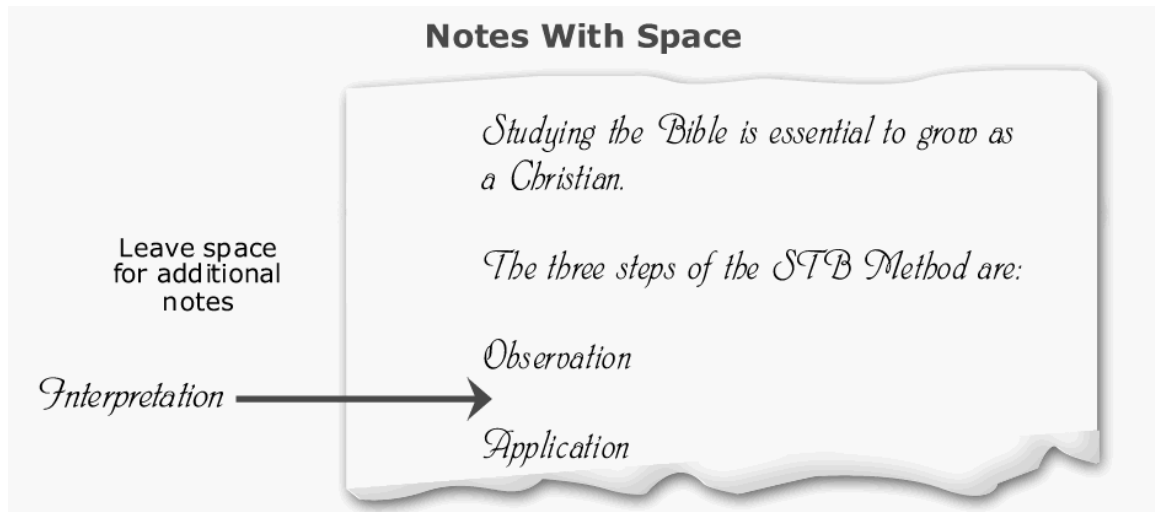 Notes With Space
Studying the Bible is essential to grow as
a Christian.
Leave space
for additional
notes
The three steps of the STB Method are:
Observation
Interpretation
Application